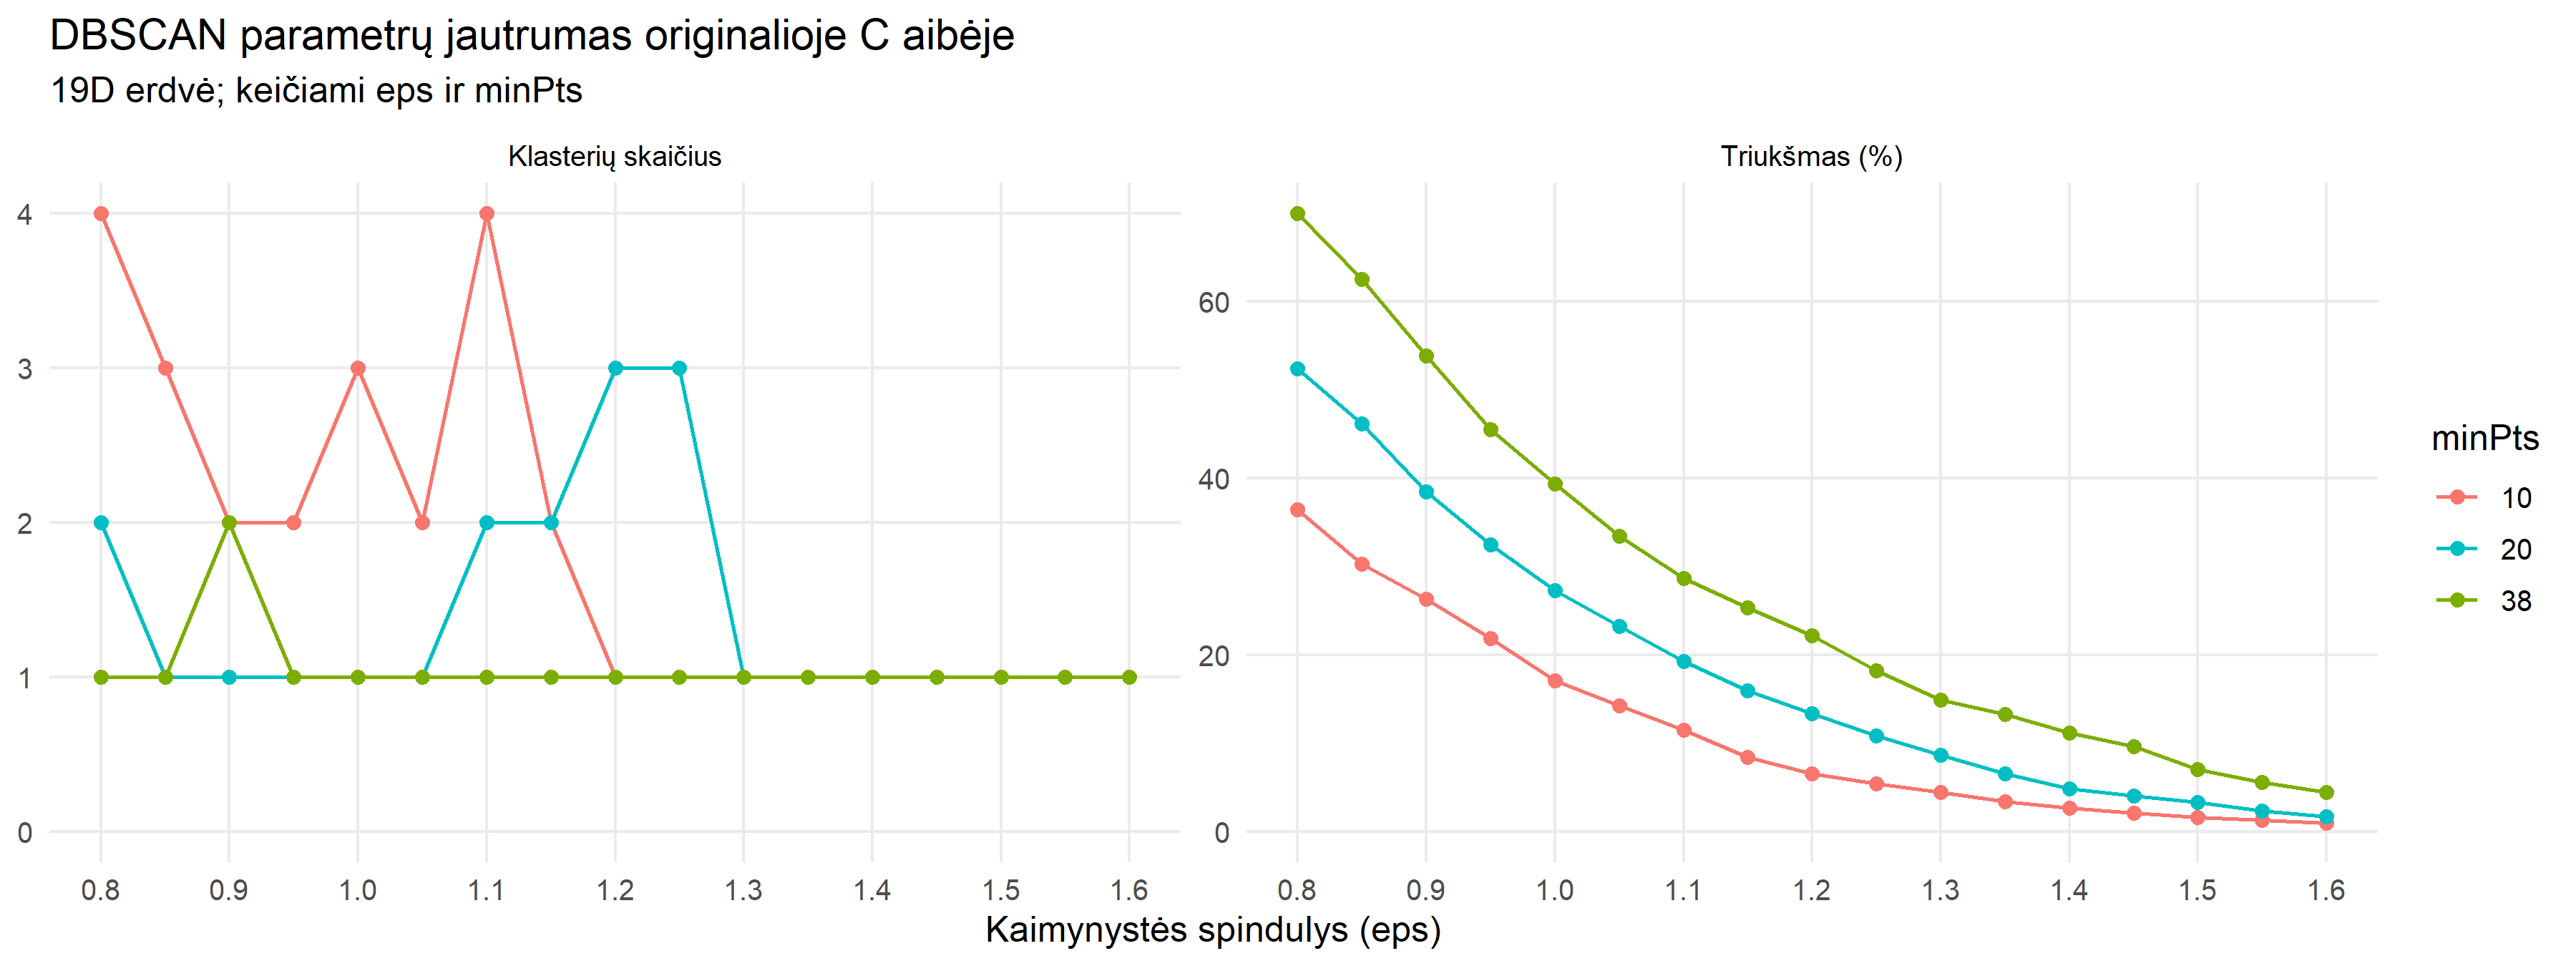 DBSCAN parametrų jautrumas originalioje C aibėje
19D erdvė; keičiami eps ir minPts
Klasterių skaičius
Triukšmas (%)
4
3
2
1
0
60
40
20
0
0.8 0.9 1.0 1.1 1.2 1.3 1.4 1.5 1.6
0.8 0.9 1.0 1.1 1.2 1.3 1.4 1.5 1.6
Kaimynystės spindulys (eps)
minPts
10
20
38